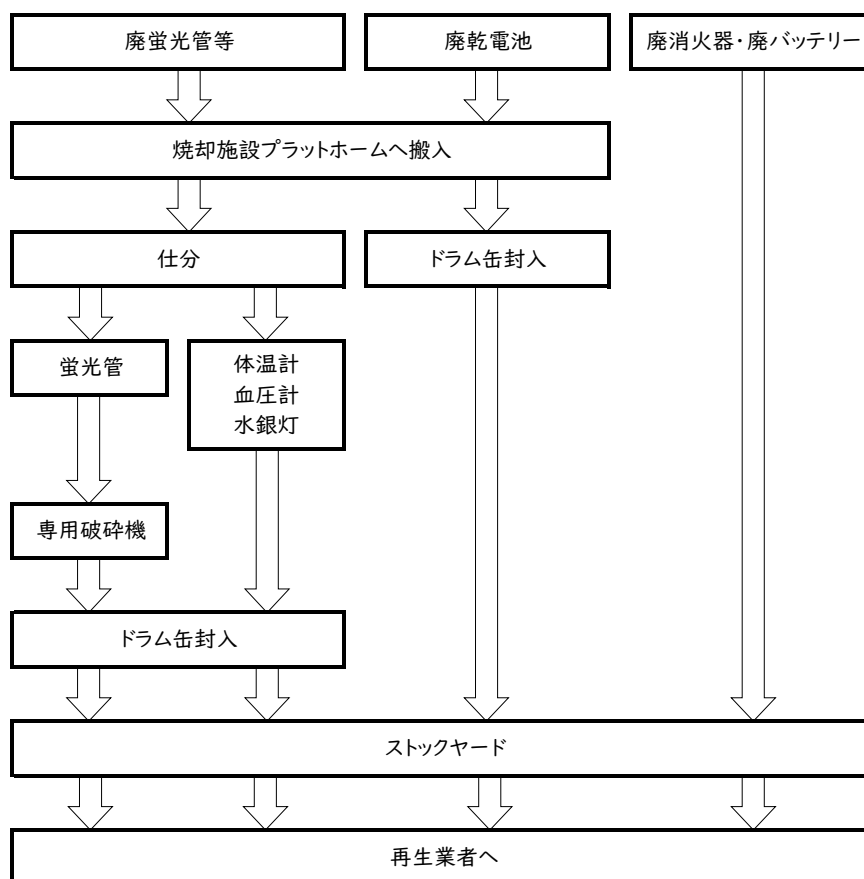 廃蛍光管等
廃乾電池
廃消火器・廃バッテリー
焼却施設プラットホームへ搬入
仕分
ドラム缶封入
蛍光管
体温計
血圧計
水銀灯
専用破砕機
ドラム缶封入
ストックヤード
再生業者へ